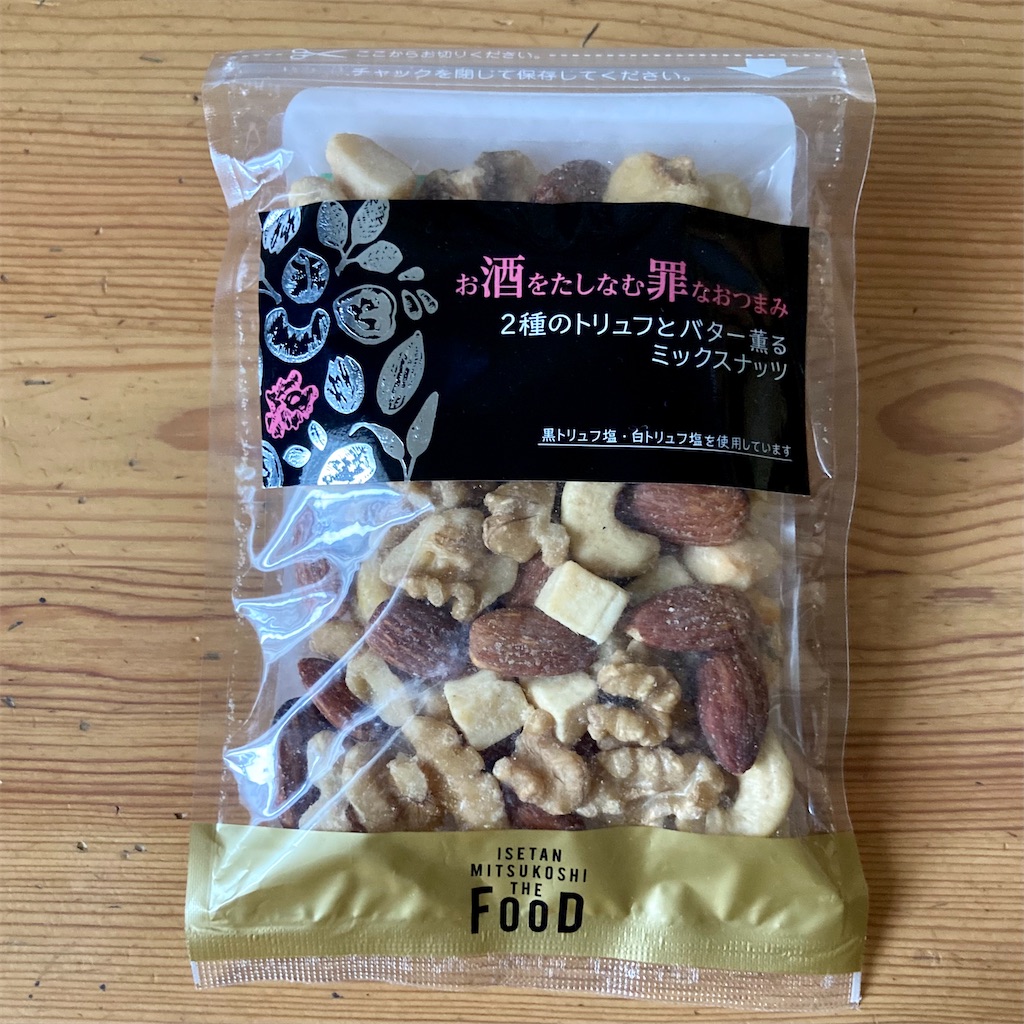 ここからお切りください。
チャックを閉じて保存してください。
お酒をたしなむ罪なおつまみ
2種のトリュフとバター薫る
ミックスナッツ
黒トリュフ塩・白トリュフ塩を使用しています
ISETAN
MITSUKOSHI
THE
FOOD